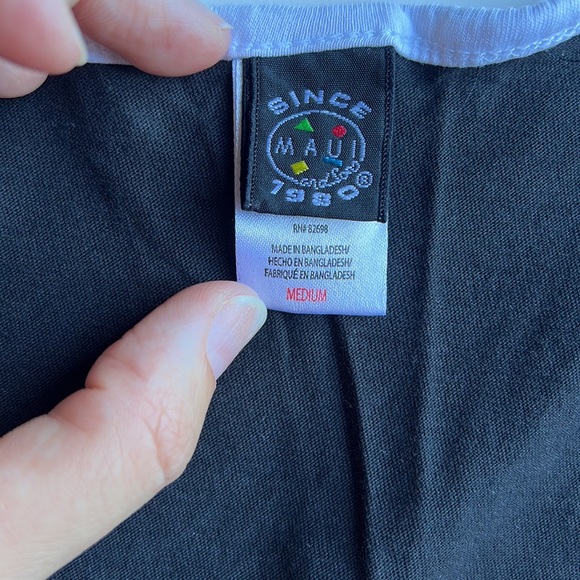 SINCE
MAUI
and Sons®
1980
RN# 82698
MADE IN BANGLADESH/
HECHO EN BANGLADESH/
FABRIQUÉ EN BANGLADESH
MEDIUM